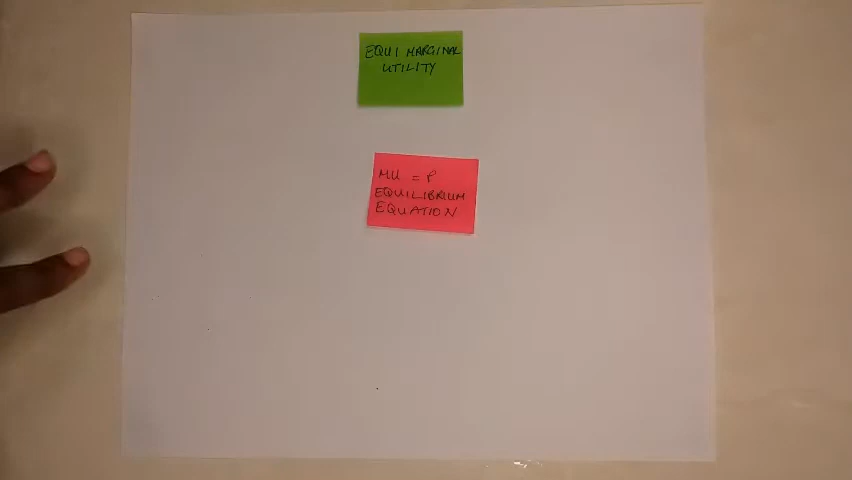 EQUI MARGINAL
UTILITY
MU = P
EQUILIBRIUM
EQUATION